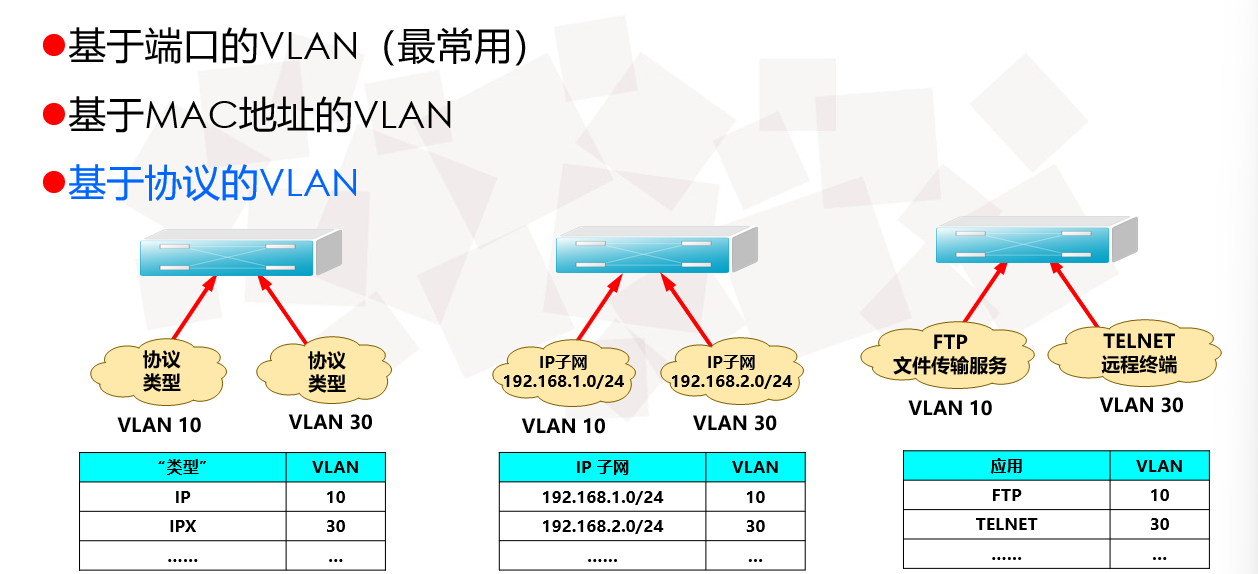 基于端口的VLAN（最常用）
基于MAC地址的VLAN
基于协议的VLAN
协议
类型
VLAN 10
协议
类型
VLAN 30
IP子网
192.168.1.0/24
VLAN 10
IP子网
192.168.2.0/24
VLAN 30
FTP
文件传输服务
VLAN 10
TELNET
远程终端
VLAN 30
“类型” VLAN
IP 10
IPX 30
…… …
IP 子网 VLAN
192.168.1.0/24 10
192.168.2.0/24 30
…… …
应用 VLAN
FTP 10
TELNET 30
…… …